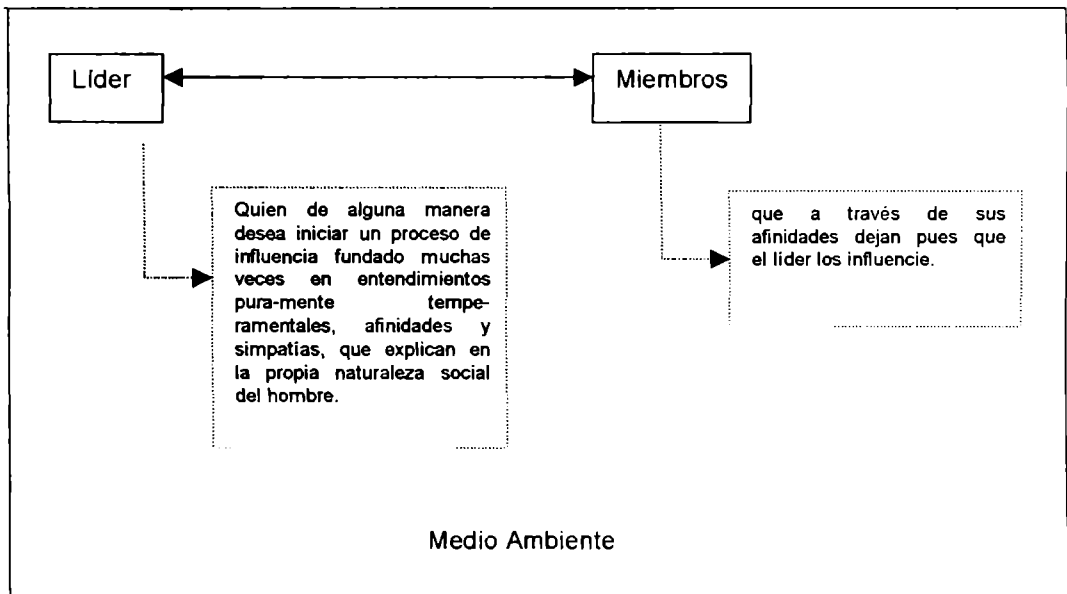 Líder
Miembros
Quien de alguna manera
desea iniciar un proceso de
influencia fundado muchas
veces en entendimientos
pura-mente tempe-
ramentales, afinidades y
simpatías, que explican en
la propia naturaleza social
del hombre.
que a través de sus
afinidades dejan pues que
el lider los influencie.
Medio Ambiente